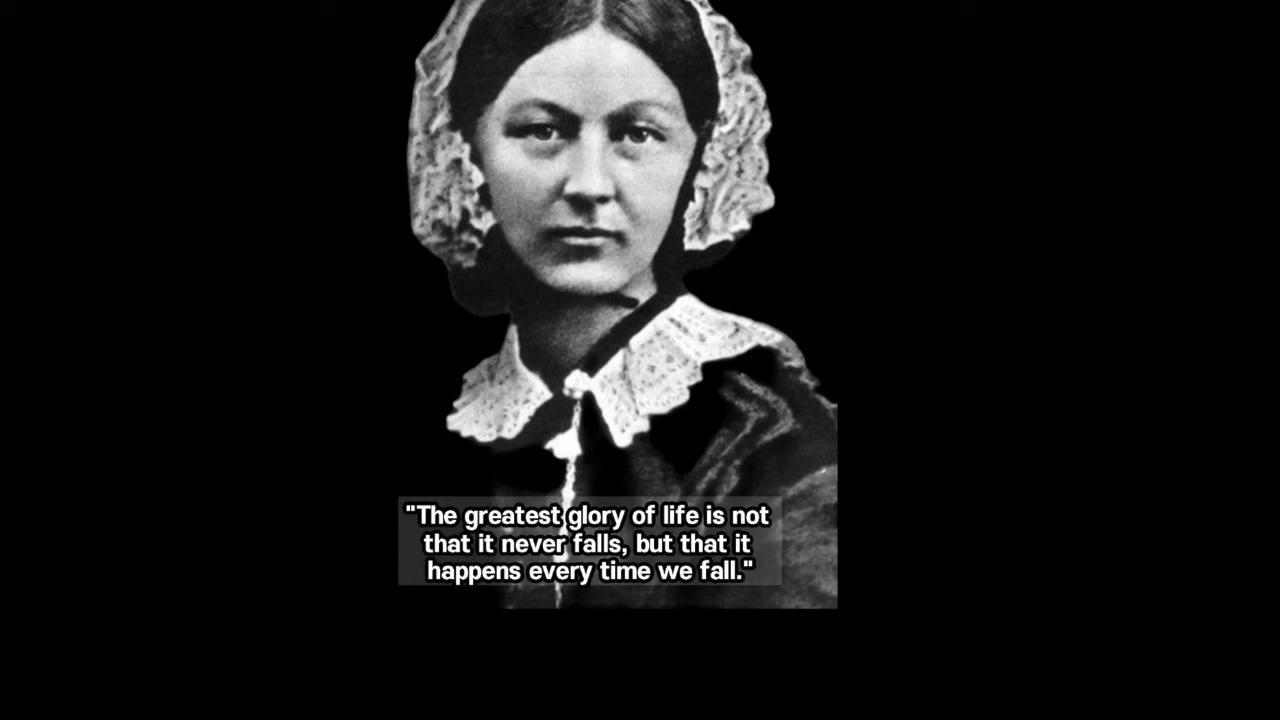 "The greatest glory of life is not
that it never falls, but that it
happens every time we fall."